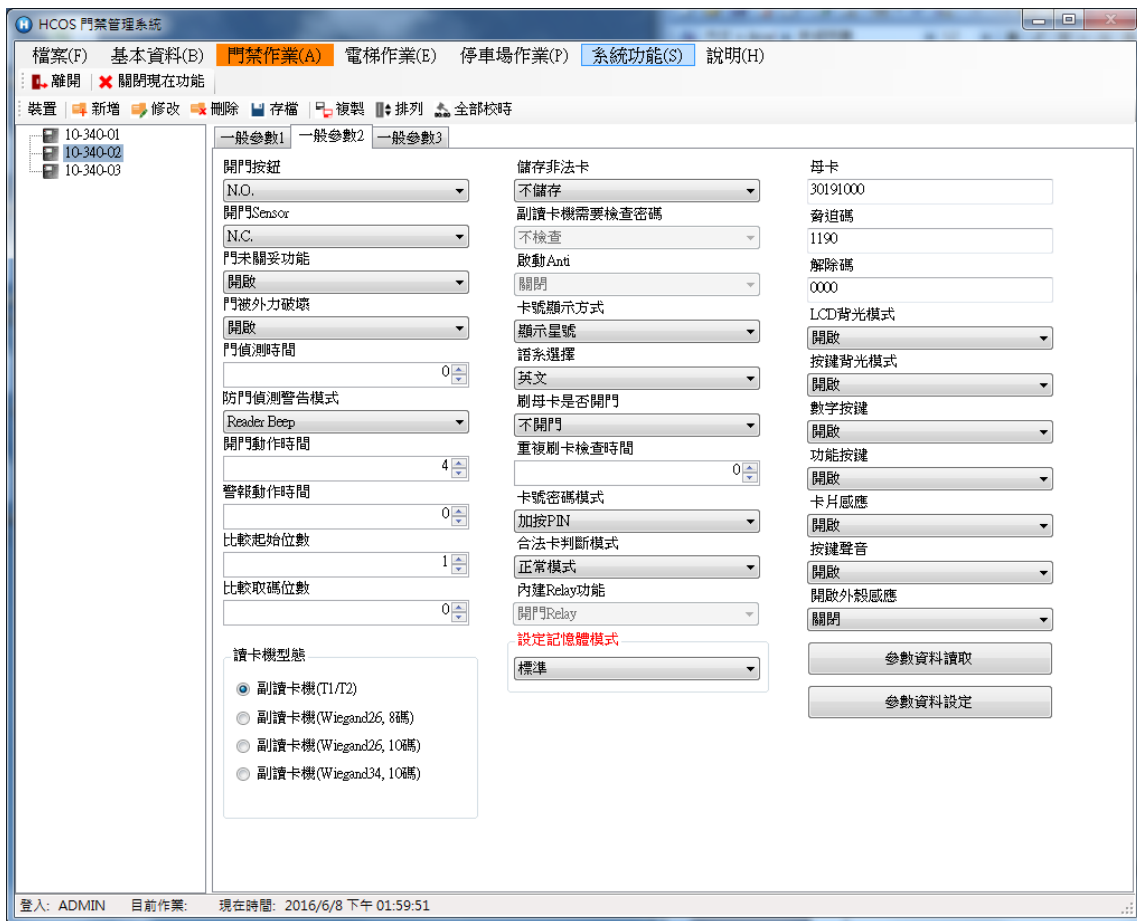 HCOS 門禁管理系統
檔案(F) 基本資料(B) 門禁作業(A) 電梯作業(E) 停車場作業(P) 系統功能(S) 說明(H)
離開 關閉現在功能
裝置 新增 修改 刪除 存檔 複製 排列 全部校時
10-340-01
10-340-02
10-340-03
一般參數1 一般參數2 一般參數3
開門按鈕
N.O.
開門Sensor
N.C.
門未關妥功能
開啟
門被外力破壞
開啟
門偵測時間
0
防門偵測警告模式
Reader Beep
開門動作時間
4
警報動作時間
0
比較起始位數
1
比較取碼位數
0
讀卡機型態
副讀卡機(T1/T2)
副讀卡機(Wiegand26, 8碼)
副讀卡機(Wiegand26, 10碼)
副讀卡機(Wiegand34, 10碼)
儲存非法卡
不儲存
副讀卡機需要檢查密碼
不檢查
啟動Anti
關閉
卡號顯示方式
顯示星號
語系選擇
英文
刷母卡是否開門
不開門
重複刷卡檢查時間
0
卡號密碼模式
加按PIN
合法卡判斷模式
正常模式
內建Relay功能
開門Relay
設定記憶體模式
標準
母卡
30191000
脅迫碼
1190
解除碼
0000
LCD背光模式
開啟
按鍵背光模式
開啟
數字按鍵
開啟
功能按鍵
開啟
卡片感應
開啟
按鍵聲音
開啟
開啟外殼感應
關閉
參數資料讀取
參數資料設定
登入: ADMIN 目前作業: 現在時間: 2016/6/8 下午 01:59:51